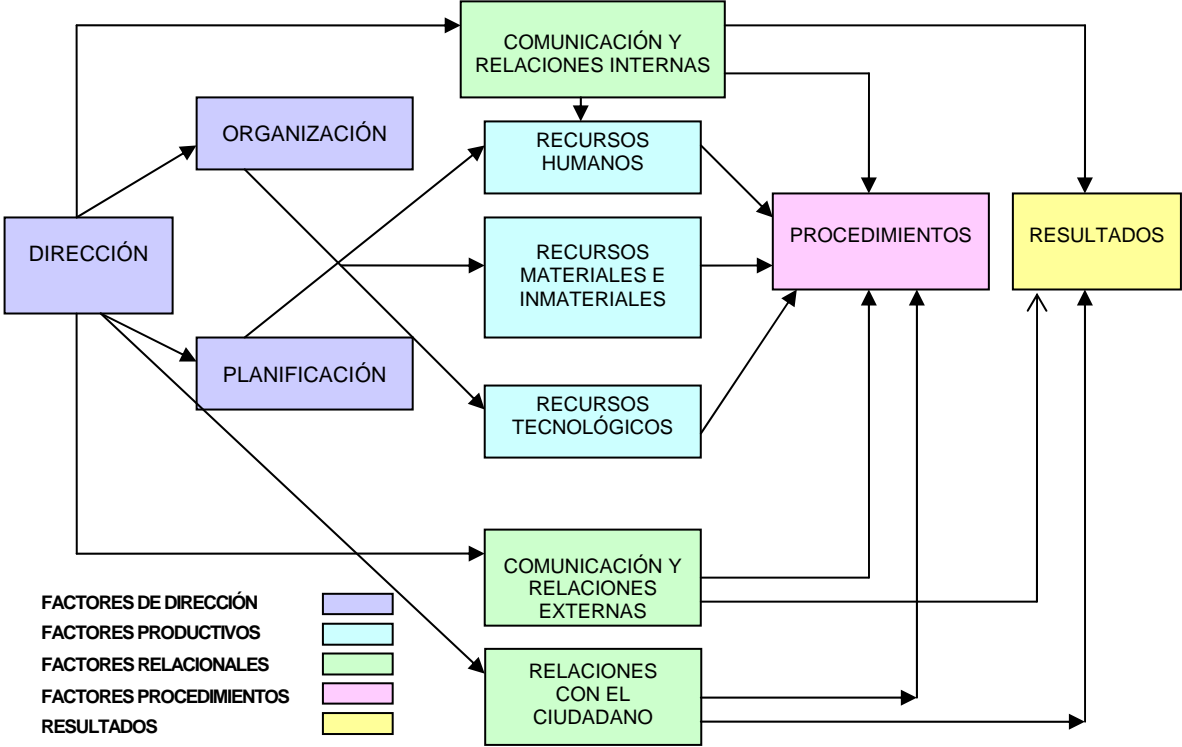 COMUNICACIÓN Y
RELACIONES INTERNAS
ORGANIZACIÓN
RECURSOS
HUMANOS
DIRECCIÓN
RECURSOS
MATERIALES E
INMATERIALES
PROCEDIMIENTOS
RESULTADOS
PLANIFICACIÓN
RECURSOS
TECNOLÓGICOS
COMUNICACIÓN Y
RELACIONES
EXTERNAS
RELACIONES
CON EL
CIUDADANO
FACTORES DE DIRECCIÓN
FACTORES PRODUCTIVOS
FACTORES RELACIONALES
FACTORES PROCEDIMIENTOS
RESULTADOS